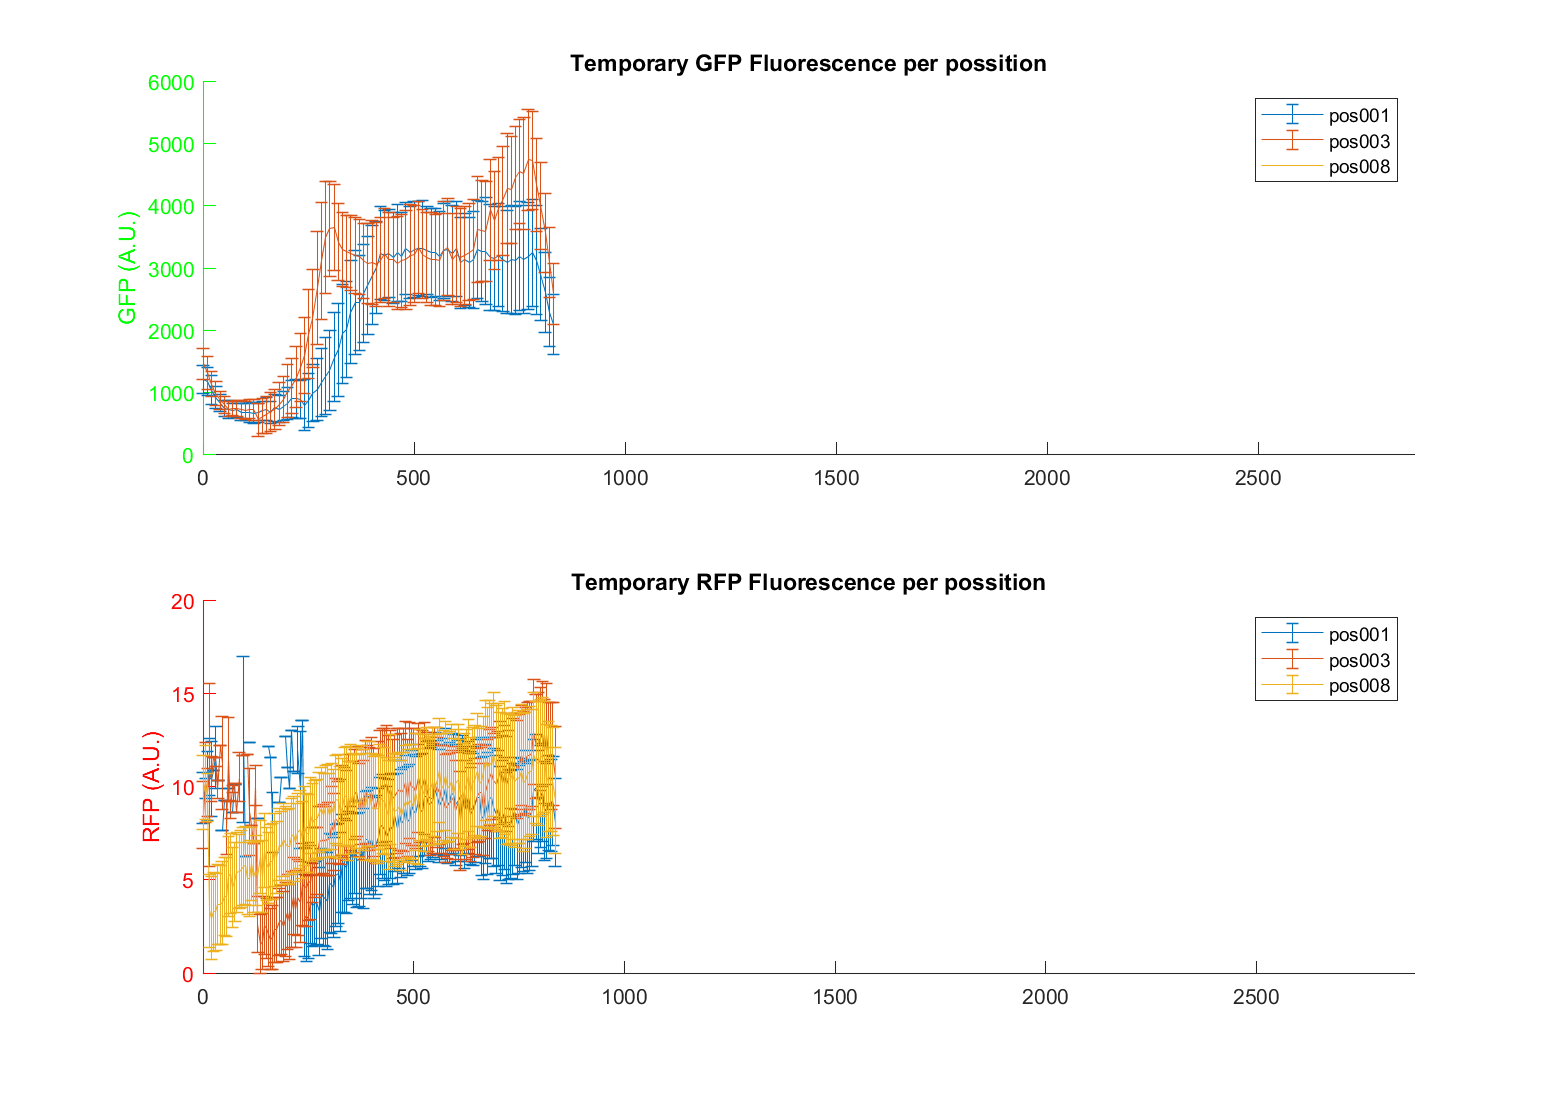 Temporary GFP Fluorescence per possition
6000
5000
4000
3000
2000
1000
0
GFP (A.U.)
pos001
pos003
pos008
0 500 1000 1500 2000 2500
Temporary RFP Fluorescence per possition
20
15
10
5
0
RFP (A.U.)
pos001
pos003
pos008
0 500 1000 1500 2000 2500